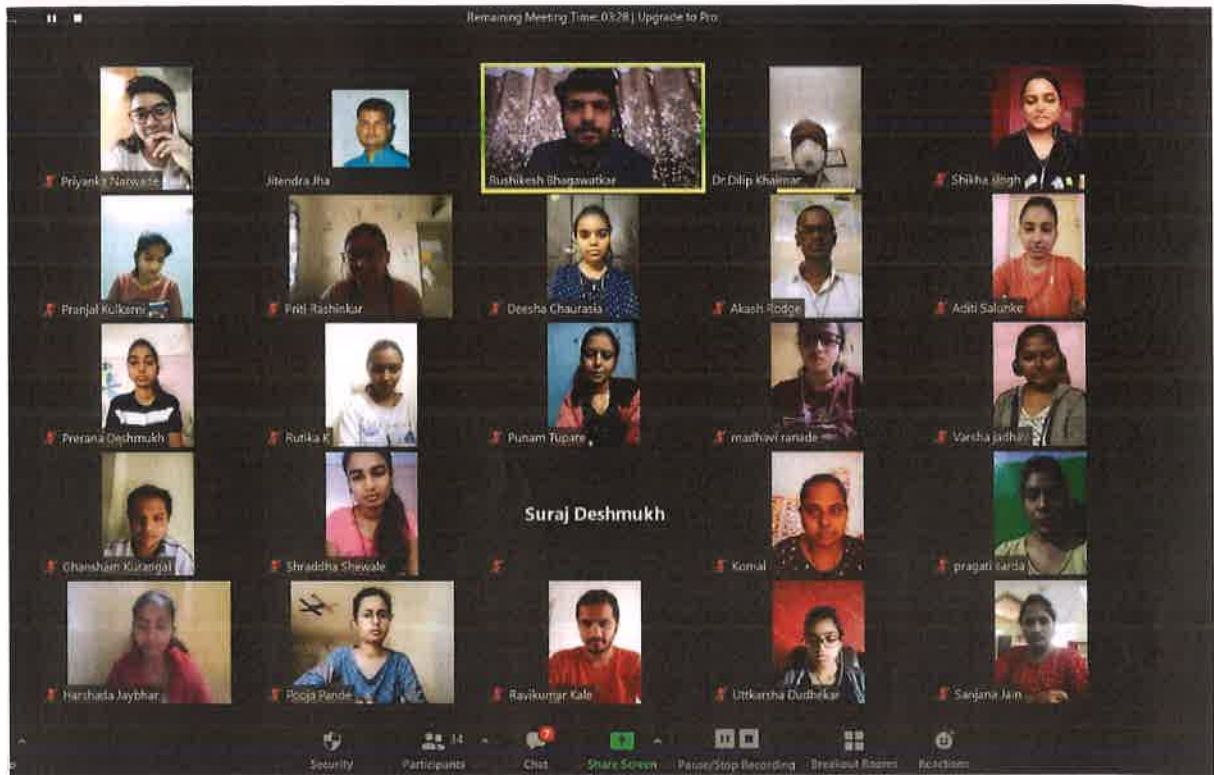 Remaining Meeting Time: 03:28 | Upgrade to Pro
Priyanka Narwade
Jitendra Jha
Rushikesh Bhagawatkar
Dr.Dilip Khairnar
Shikha singh
Pranjal Kulkarni
Priti Rashinkar
Deesha Chaurasia
Akash Rodge
Aditi Salunke
Prerana Deshmukh
Rutika K
Punam Tupate
madhavi ranade
Varsha jadhav
Ghansham Kurangal
Shraddha Shewale
Suraj Deshmukh
Komal
pragati sarda
Harshada Jaybhar
Pooja Pande
Ravikumar Kale
Uttkarsha Dudhekar
Sanjana Jain
34
7
Security
Participants
Chat
Share Screen
Pause/Stop Recording
Breakout Rooms
Reactions